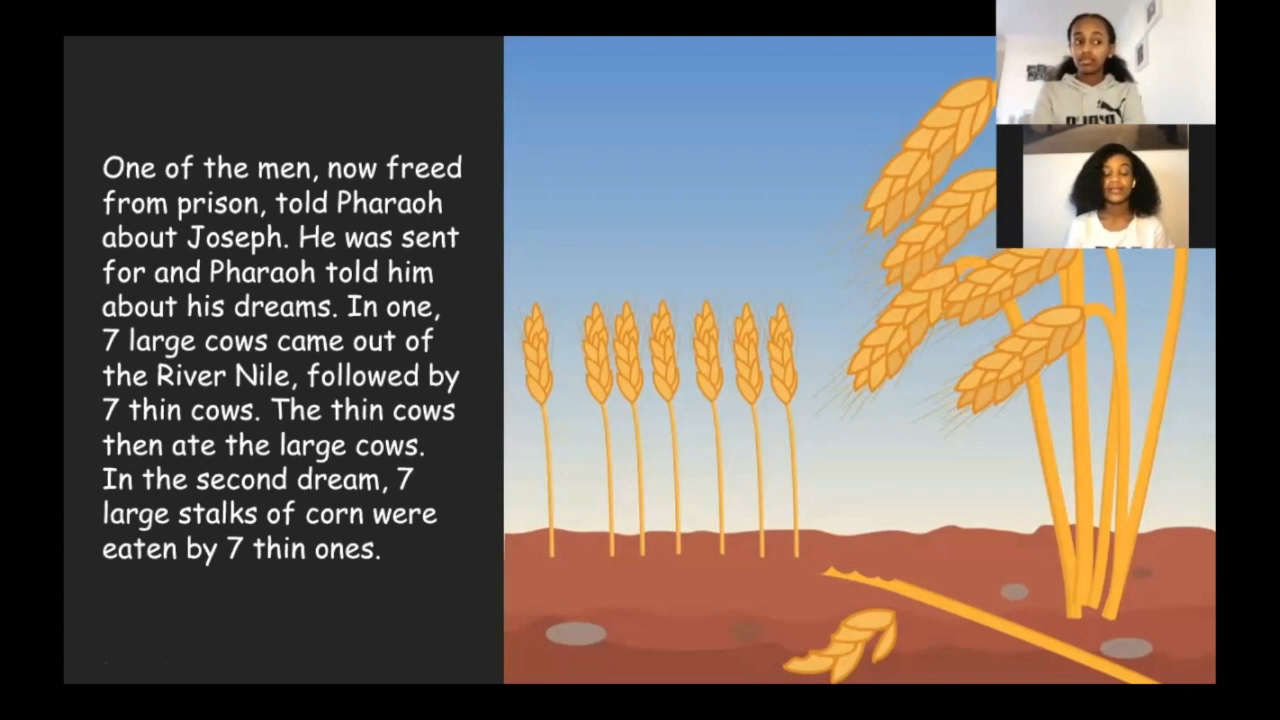 One of the men, now freed
from prison, told Pharaoh
about Joseph. He was sent
for and Pharaoh told him
about his dreams. In one,
7 large cows came out of
the River Nile, followed by
7 thin cows. The thin cows
then ate the large cows.
In the second dream, 7
large stalks of corn were
eaten by 7 thin ones.